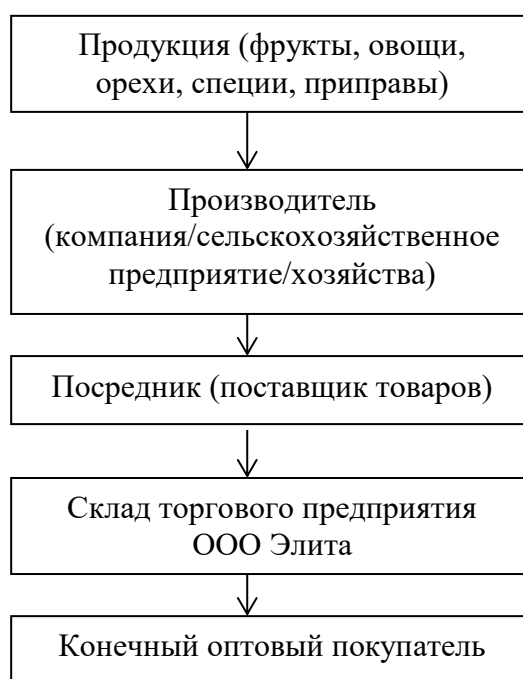 Продукция (фрукты, овощи,
орехи, специи, приправы)
Производитель
(компания/сельскохозяйственное
предприятие/хозяйства)
Посредник (поставщик товаров)
Склад торгового предприятия
ООО Элита
Конечный оптовый покупатель